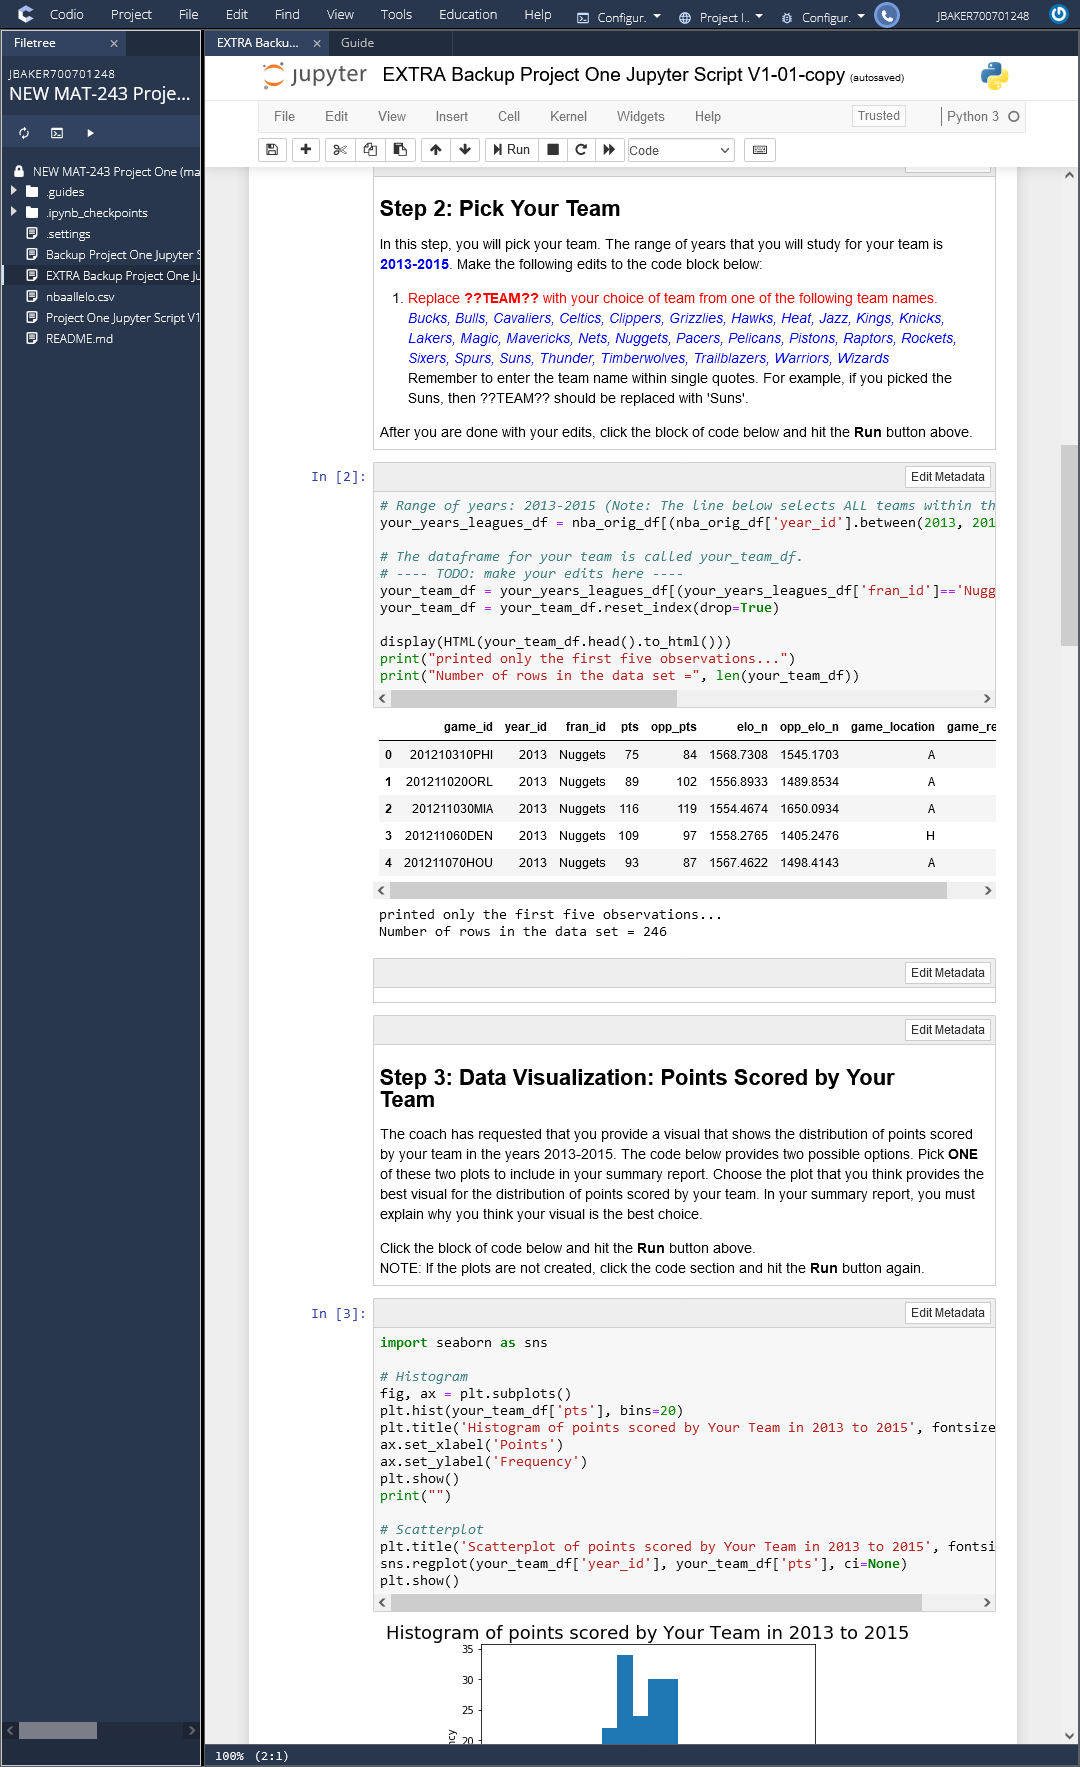 Codio Project File Edit Find View Tools Education Help Configur. Project I.. Configur. JBAKER700701248
Filetree
JBAKER700701248
NEW MAT-243 Proje...
NEW MAT-243 Project One (ma
.guides
.ipynb_checkpoints
.settings
Backup Project One Jupyter S
EXTRA Backup Project One Ju
nbaallelo.csv
Project One Jupyter Script V1
README.md
EXTRA Backu... Guide
jupyter EXTRA Backup Project One Jupyter Script V1-01-copy (autosaved)
File Edit View Insert Cell Kernel Widgets Help Trusted Python 3
Run Code
Step 2: Pick Your Team
In this step, you will pick your team. The range of years that you will study for your team is
2013-2015. Make the following edits to the code block below:
1. Replace ??TEAM?? with your choice of team from one of the following team names.
Bucks, Bulls, Cavaliers, Celtics, Clippers, Grizzlies, Hawks, Heat, Jazz, Kings, Knicks,
Lakers, Magic, Mavericks, Nets, Nuggets, Pacers, Pelicans, Pistons, Raptors, Rockets,
Sixers, Spurs, Suns, Thunder, Timberwolves, Trailblazers, Warriors, Wizards
Remember to enter the team name within single quotes. For example, if you picked the
Suns, then ??TEAM?? should be replaced with 'Suns'.
After you are done with your edits, click the block of code below and hit the Run button above.
In [2]:
Edit Metadata
# Range of years: 2013-2015 (Note: The line below selects ALL teams within th
your_years_leagues_df = nba_orig_df[(nba_orig_df['year_id'].between(2013, 201
# The dataframe for your team is called your_team_df.
# ---- TODO: make your edits here ----
your_team_df = your_years_leagues_df[(your_years_leagues_df['fran_id']=='Nugg
your_team_df = your_team_df.reset_index(drop=True)
display(HTML(your_team_df.head().to_html()))
print("printed only the first five observations...")
print("Number of rows in the data set =", len(your_team_df))
game_id year_id fran_id pts opp_pts elo_n opp_elo_n game_location game_re
0 201210310PHI 2013 Nuggets 75 84 1568.7308 1545.1703 A
1 201211020ORL 2013 Nuggets 89 102 1556.8933 1489.8534 A
2 201211030MIA 2013 Nuggets 116 119 1554.4674 1650.0934 A
3 201211060DEN 2013 Nuggets 109 97 1558.2765 1405.2476 H
4 201211070HOU 2013 Nuggets 93 87 1567.4622 1498.4143 A
printed only the first five observations...
Number of rows in the data set = 246
Edit Metadata
Edit Metadata
Step 3: Data Visualization: Points Scored by Your
Team
The coach has requested that you provide a visual that shows the distribution of points scored
by your team in the years 2013-2015. The code below provides two possible options. Pick ONE
of these two plots to include in your summary report. Choose the plot that you think provides the
best visual for the distribution of points scored by your team. In your summary report, you must
explain why you think your visual is the best choice.
Click the block of code below and hit the Run button above.
NOTE: If the plots are not created, click the code section and hit the Run button again.
In [3]:
Edit Metadata
import seaborn as sns
# Histogram
fig, ax = plt.subplots()
plt.hist(your_team_df['pts'], bins=20)
plt.title('Histogram of points scored by Your Team in 2013 to 2015', fontsize
ax.set_xlabel('Points')
ax.set_ylabel('Frequency')
plt.show()
print("")
# Scatterplot
plt.title('Scatterplot of points scored by Your Team in 2013 to 2015', fontsi
sns.regplot(your_team_df['year_id'], your_team_df['pts'], ci=None)
plt.show()
Histogram of points scored by Your Team in 2013 to 2015
35
30
25
20
100% (2:1)